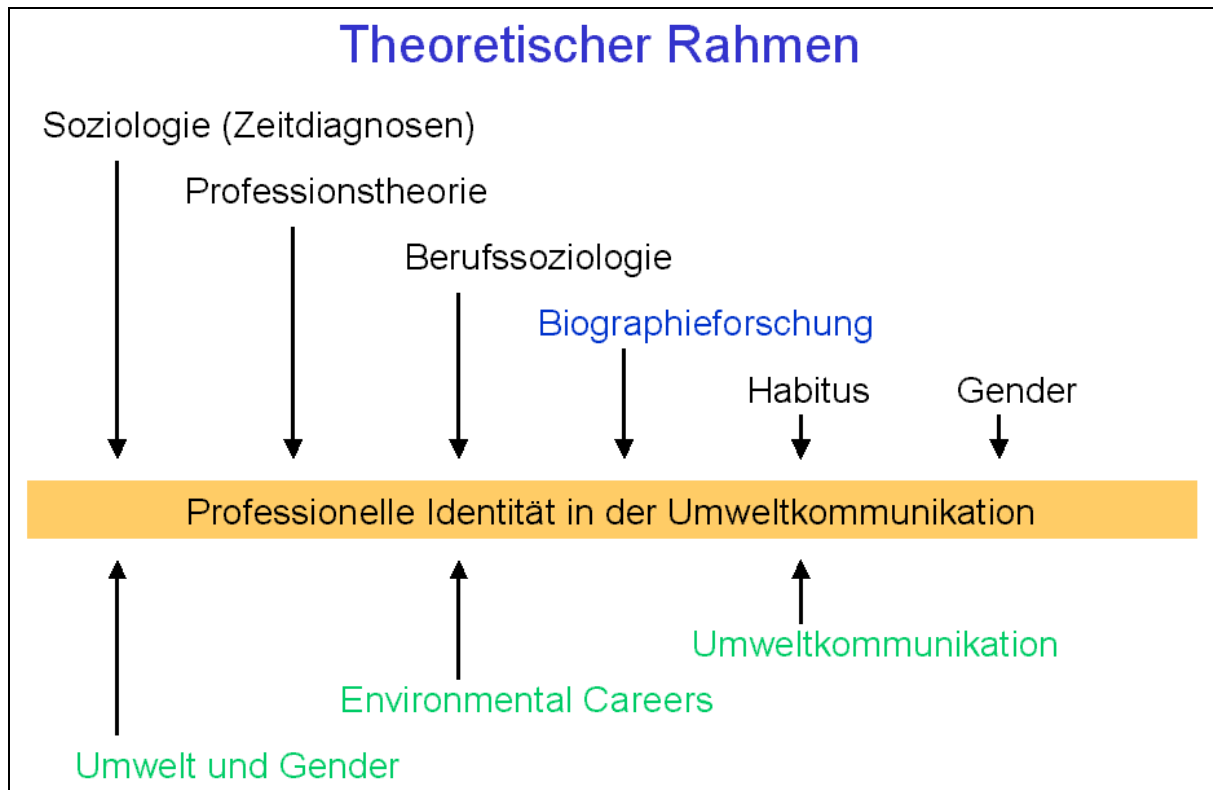 Theoretischer Rahmen
Soziologie (Zeitdiagnosen)
Professionstheorie
Berufssoziologie
Biographieforschung
Habitus
Gender
Professionelle Identität in der Umweltkommunikation
Umweltkommunikation
Environmental Careers
Umwelt und Gender